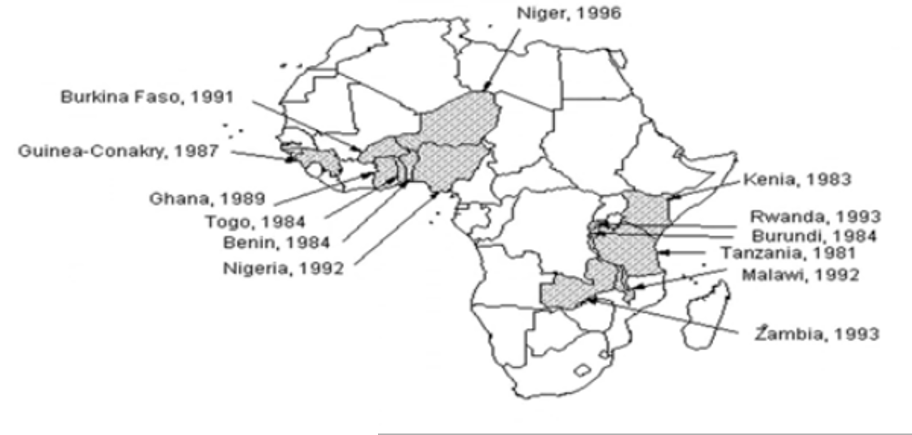 Niger, 1996
Burkina Faso, 1991
Guinea-Conakry, 1987
Ghana, 1989
Togo, 1984
Benin, 1984
Nigeria, 1992
Kenia, 1983
Rwanda, 1993
Burundi, 1984
Tanzania, 1981
Malawi, 1992
Zambia, 1993